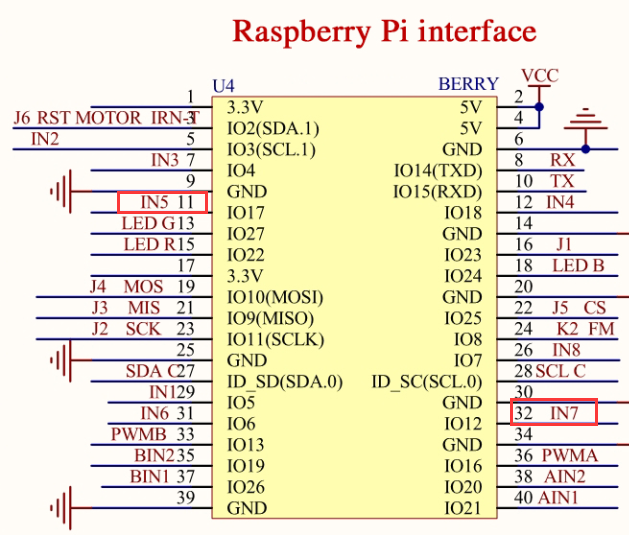 Raspberry Pi interface
U4 BERRY VCC
1 3.3V 5V 2
J6 RST MOTOR IRN-T 3 IO2(SDA.1) 5V 4
IN2 5 IO3(SCL.1) GND 6
IN3 7 IO4 IO14(TXD) 8 RX
9 GND IO15(RXD) 10 TX
IN5 11 IO17 IO18 12 IN4
LED G 13 IO27 GND 14
LED R 15 IO22 IO23 16 J1
17 3.3V IO24 18 LED B
J4 MOS 19 IO10(MOSI) GND 20
J3 MIS 21 IO9(MISO) IO25 22 J5 CS
J2 SCK 23 IO11(SCLK) IO8 24 K2 FM
25 GND IO7 26 IN8
SDA C 27 ID_SD(SDA.0) ID_SC(SCL.0) 28 SCL C
IN1 29 IO5 GND 30
IN6 31 IO6 IO12 32 IN7
PWMB 33 IO13 GND 34
BIN2 35 IO19 IO16 36 PWMA
BIN1 37 IO26 IO20 38 AIN2
39 GND IO21 40 AIN1